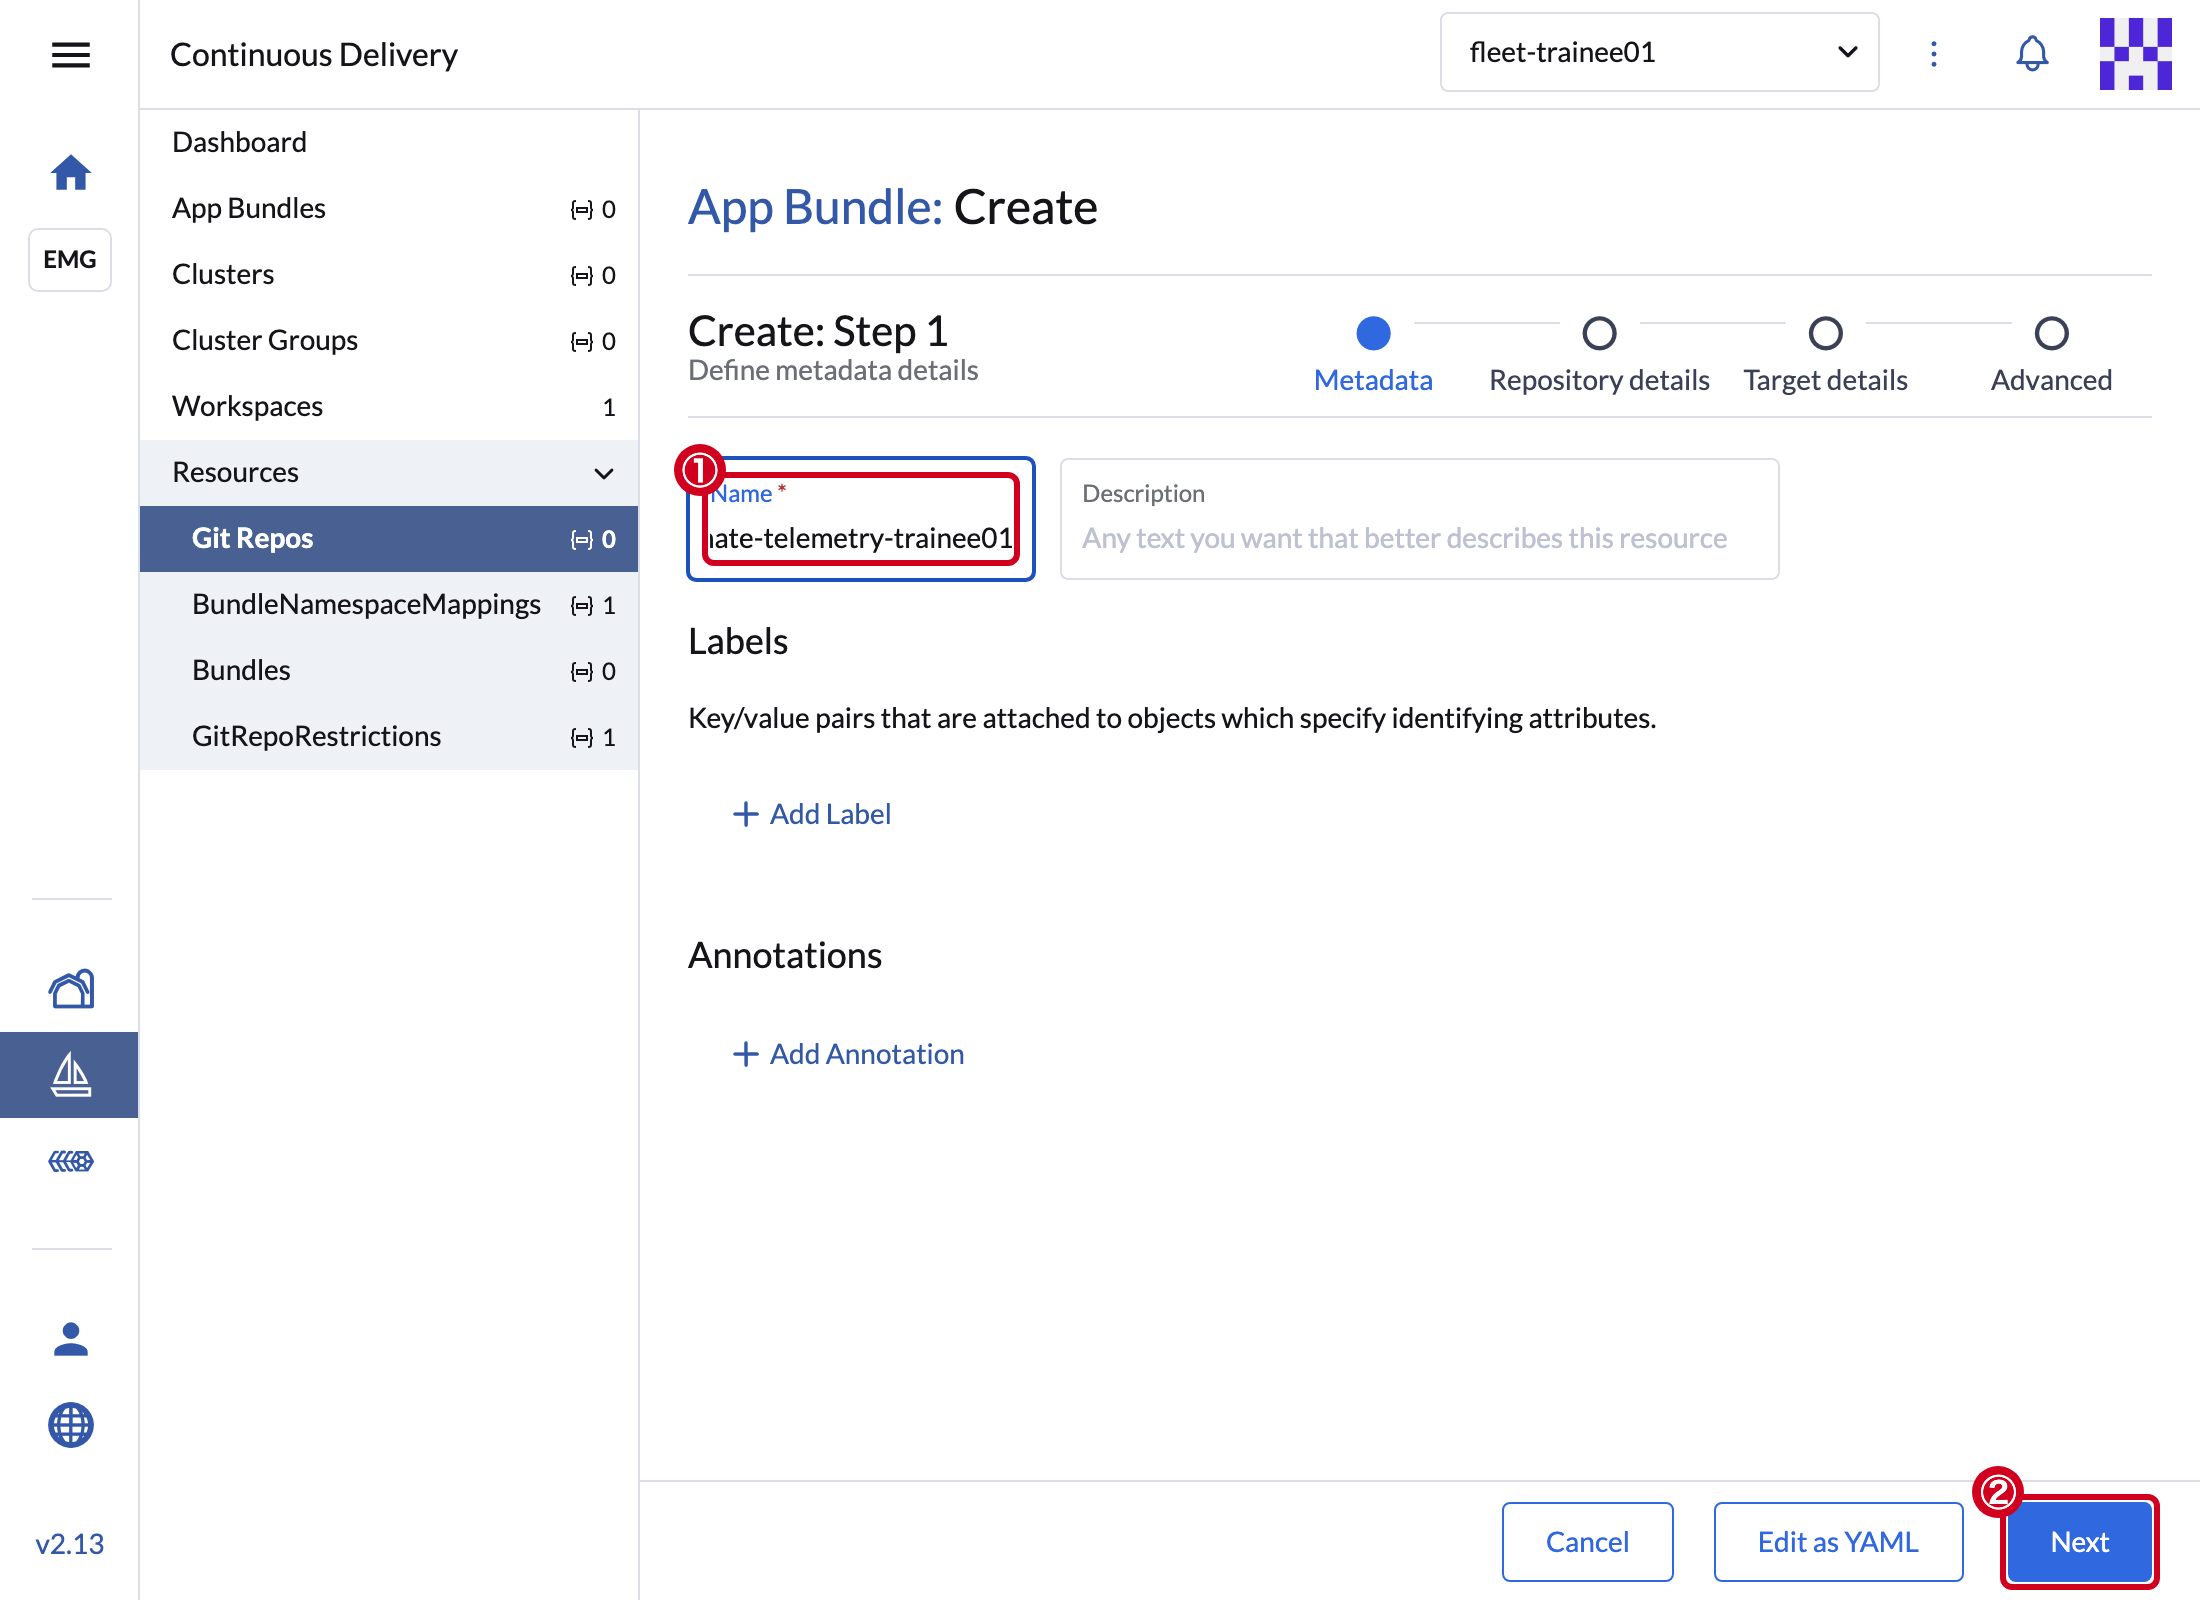 Continuous Delivery
fleet-trainee01
EMG
Dashboard
App Bundles 0
Clusters 0
Cluster Groups 0
Workspaces 1
Resources
Git Repos 0
BundleNamespaceMappings 1
Bundles 0
GitRepoRestrictions 1
v2.13
App Bundle: Create
Create: Step 1
Define metadata details
Metadata
Repository details
Target details
Advanced
1
Name *
ate-telemetry-trainee01
Description
Any text you want that better describes this resource
Labels
Key/value pairs that are attached to objects which specify identifying attributes.
Add Label
Annotations
Add Annotation
Cancel
Edit as YAML
2
Next